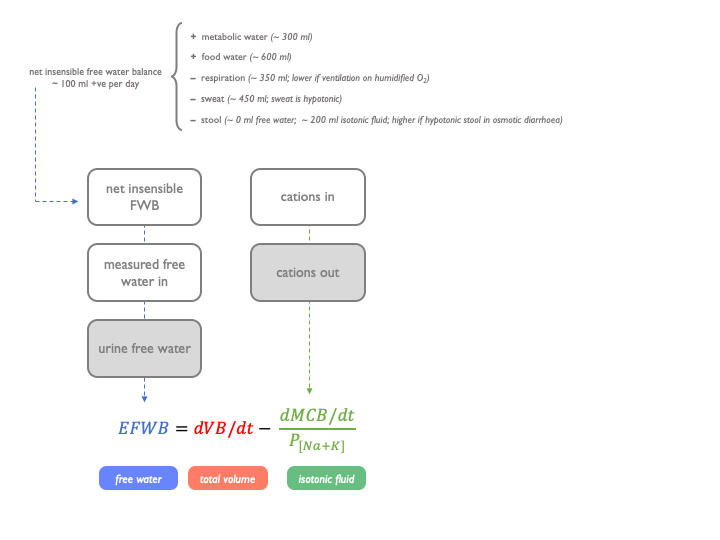 + metabolic water (~ 300 ml)
+ food water (~ 600 ml)
net insensible free water balance
~ 100 ml +ve per day
– respiration (~ 350 ml; lower if ventilation on humidified O₂)
– sweat (~ 450 ml; sweat is hypotonic)
– stool (~ 0 ml free water; ~ 200 ml isotonic fluid; higher if hypotonic stool in osmotic diarrhoea)
net insensible
FWB
cations in
measured free
water in
cations out
urine free water
EFWB = dVB/dt – dMCB/dt
P[Na+K]
free water
total volume
isotonic fluid